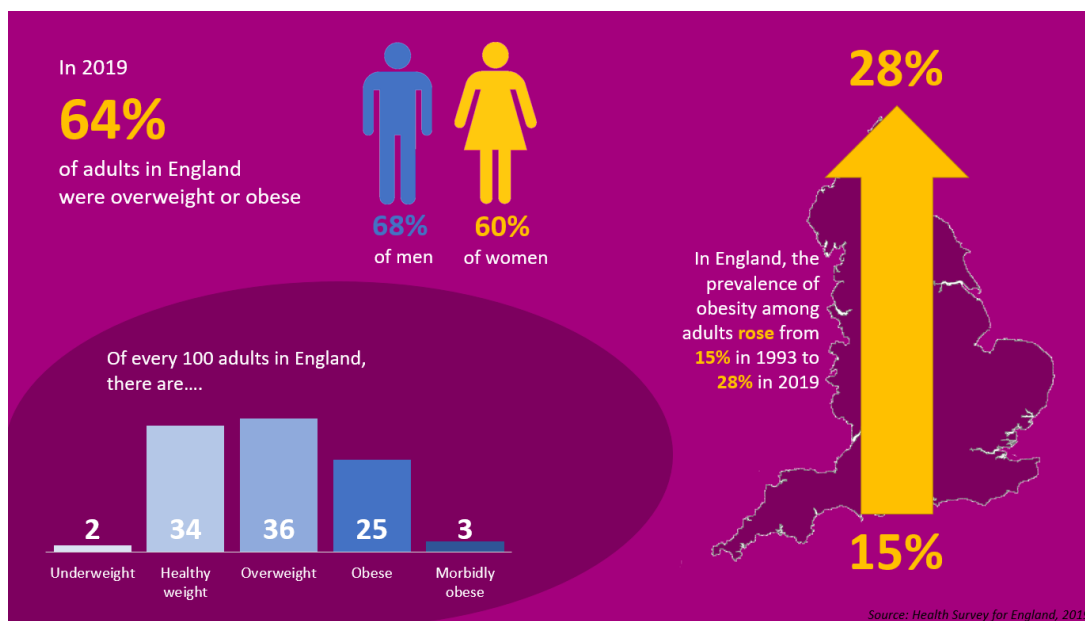 In 2019
64%
of adults in England
were overweight or obese
68%
of men
60%
of women
28%
In England, the
prevalence of
obesity among
adults rose from
15% in 1993 to
28% in 2019
15%
Of every 100 adults in England,
there are....
2
34
36
25
3
Underweight
Healthy
weight
Overweight
Obese
Morbidly
obese
Source: Health Survey for England, 2019